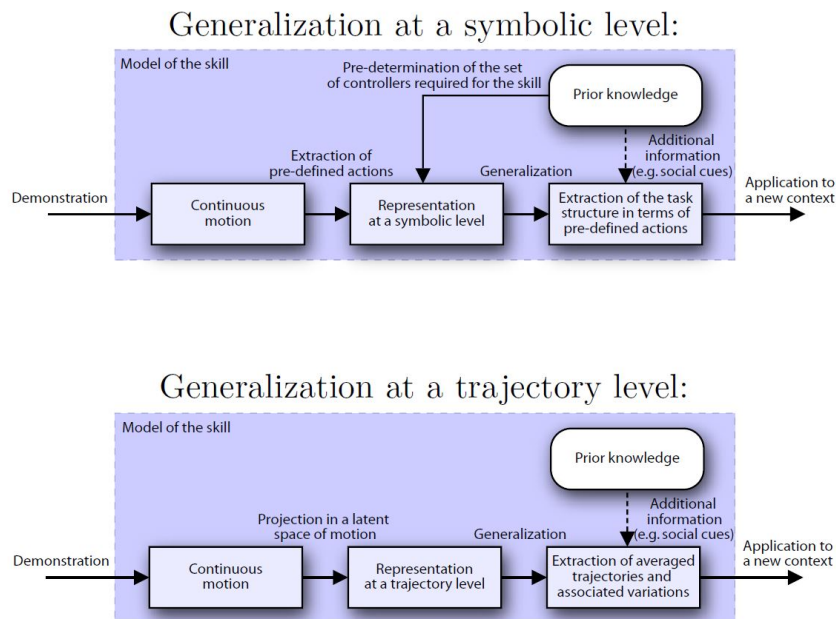 Generalization at a symbolic level:
Model of the skill
Pre-determination of the set
of controllers required for the skill
Prior knowledge
Extraction of
pre-defined actions
Generalization
Additional
information
(e.g. social cues)
Demonstration
Continuous
motion
Representation
at a symbolic level
Extraction of the task
structure in terms of
pre-defined actions
Application to
a new context
Generalization at a trajectory level:
Model of the skill
Prior knowledge
Projection in a latent
space of motion
Generalization
Additional
information
(e.g. social cues)
Demonstration
Continuous
motion
Representation
at a trajectory level
Extraction of averaged
trajectories and
associated variations
Application to
a new context